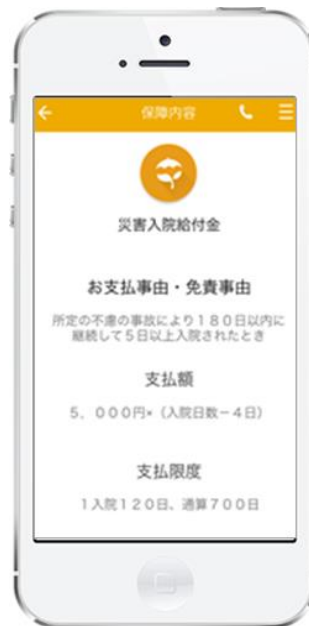 保障内容
災害入院給付金
お支払事由・免責事由
所定の不慮の事故により１８０日以内に
継続して５日以上入院されたとき
支払額
５，０００円×（入院日数－４日）
支払限度
１入院１２０日、通算７００日